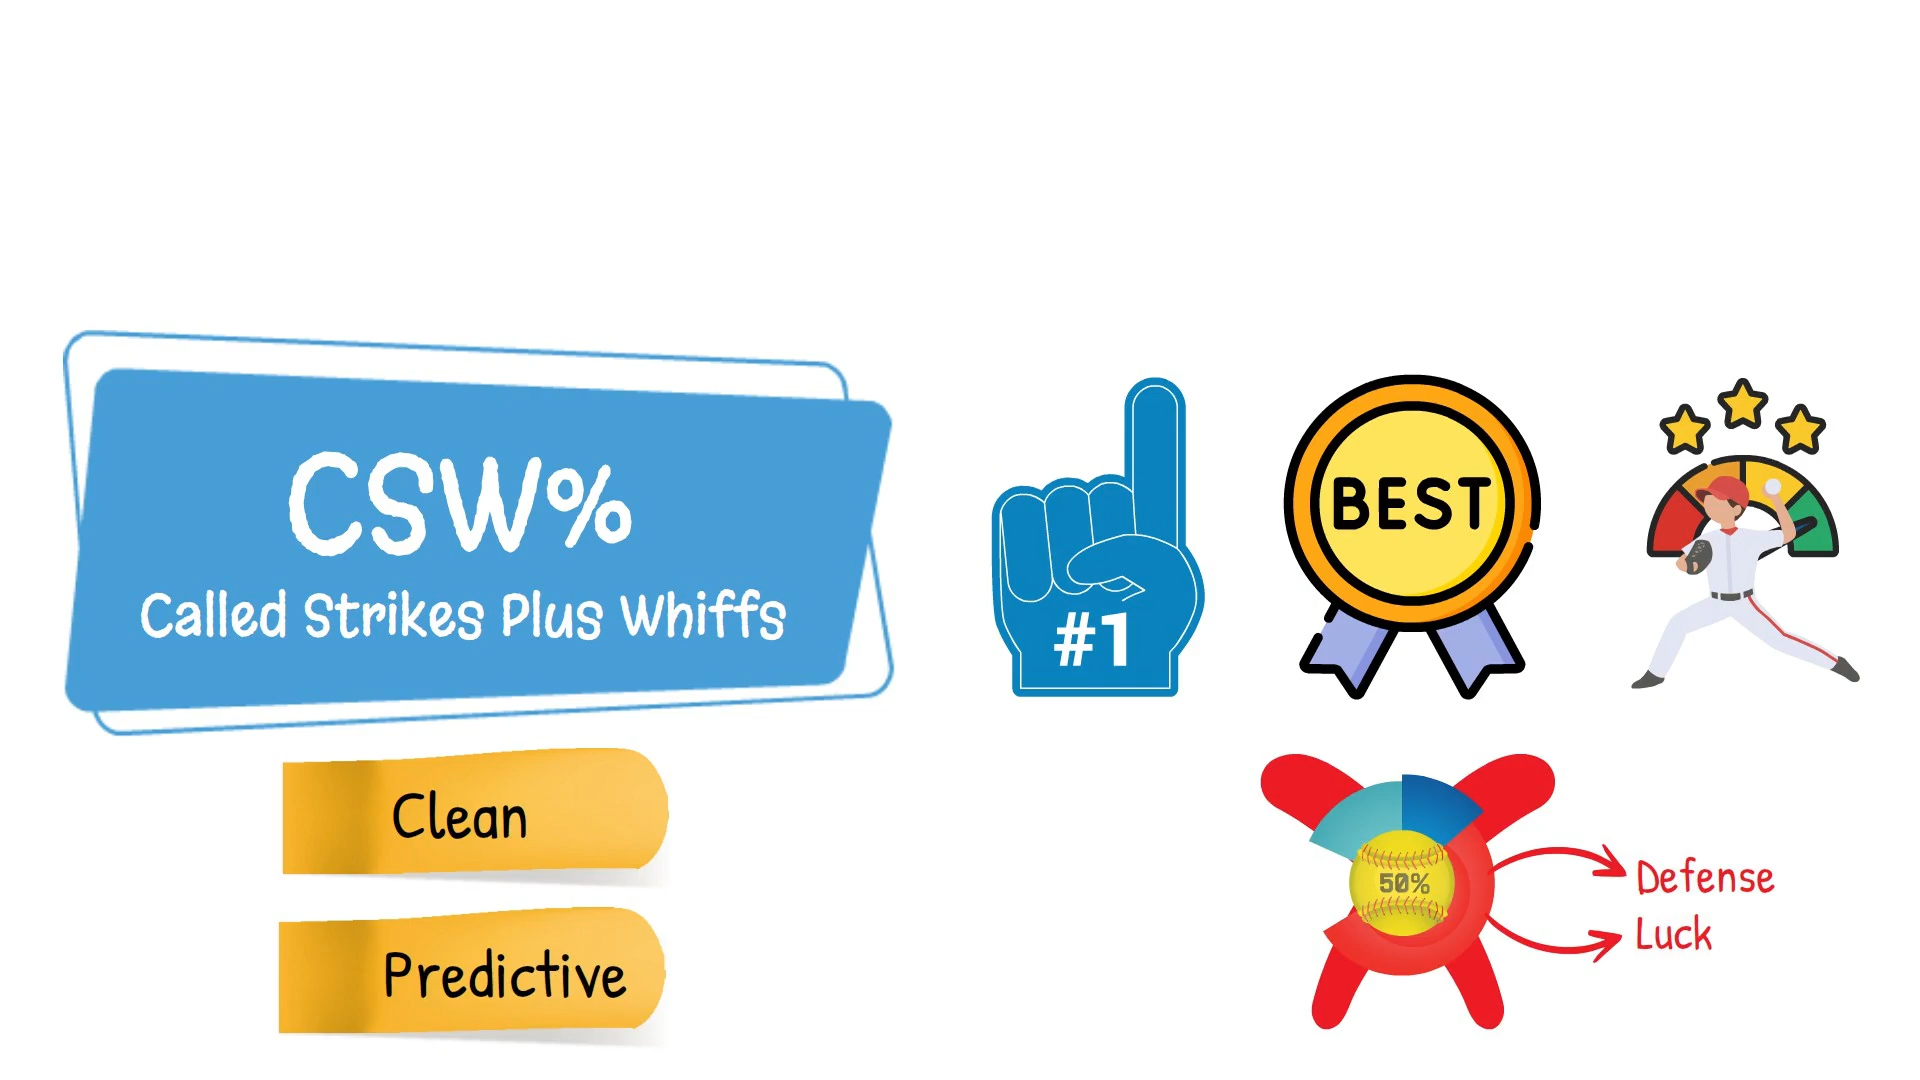 CSW%
Called Strikes Plus Whiffs
#1
BEST
Clean
Predictive
50%
Defense
Luck